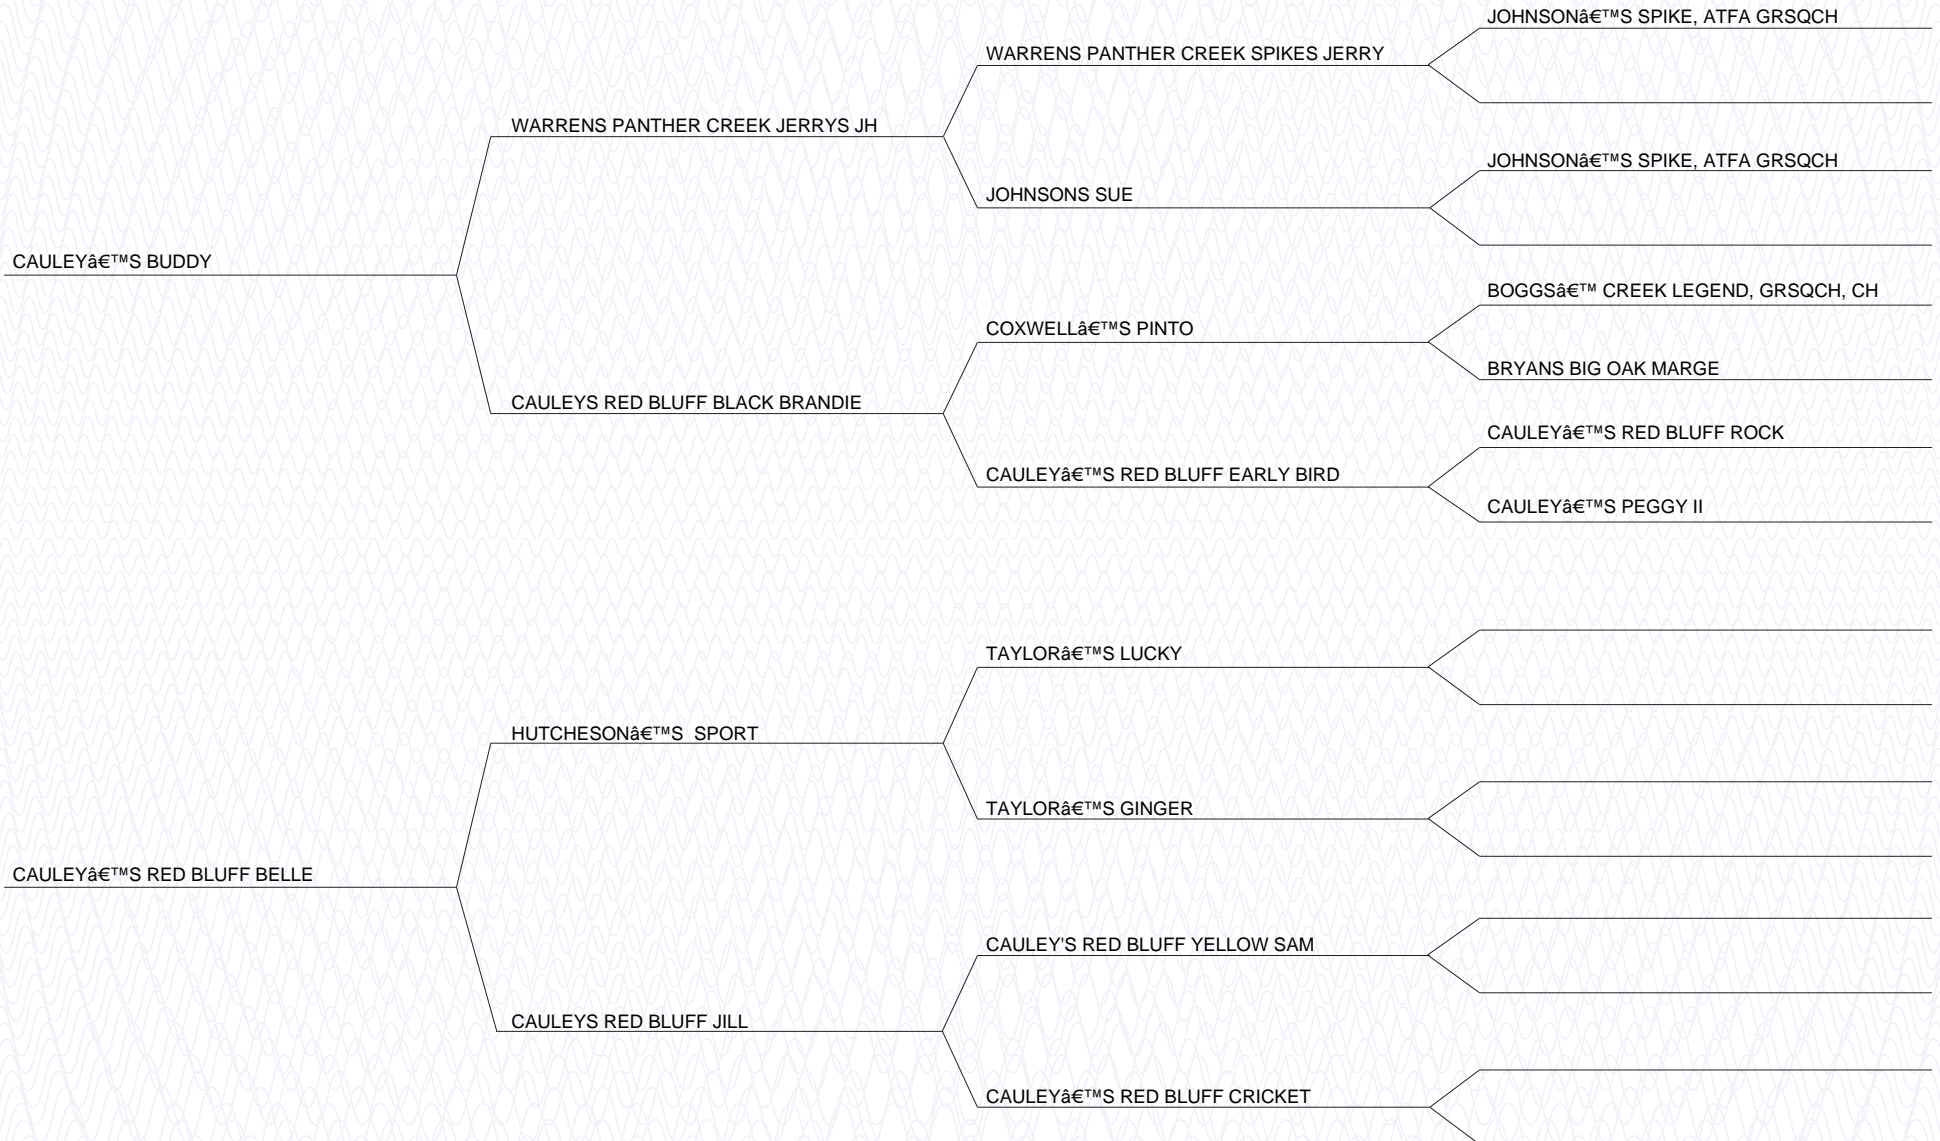 JOHNSONâ€™S SPIKE, ATFA GRSQCH
WARRENS PANTHER CREEK SPIKES JERRY
WARRENS PANTHER CREEK JERRYS JH
JOHNSONâ€™S SPIKE, ATFA GRSQCH
JOHNSONS SUE
CAULEYâ€™S BUDDY
BOGGSâ€™ CREEK LEGEND, GRSQCH, CH
COXWELLâ€™S PINTO
BRYANS BIG OAK MARGE
CAULEYS RED BLUFF BLACK BRANDIE
CAULEYâ€™S RED BLUFF ROCK
CAULEYâ€™S RED BLUFF EARLY BIRD
CAULEYâ€™S PEGGY II
TAYLORâ€™S LUCKY
HUTCHESONâ€™S  SPORT
TAYLORâ€™S GINGER
CAULEYâ€™S RED BLUFF BELLE
CAULEY'S RED BLUFF YELLOW SAM
CAULEYS RED BLUFF JILL
CAULEYâ€™S RED BLUFF CRICKET